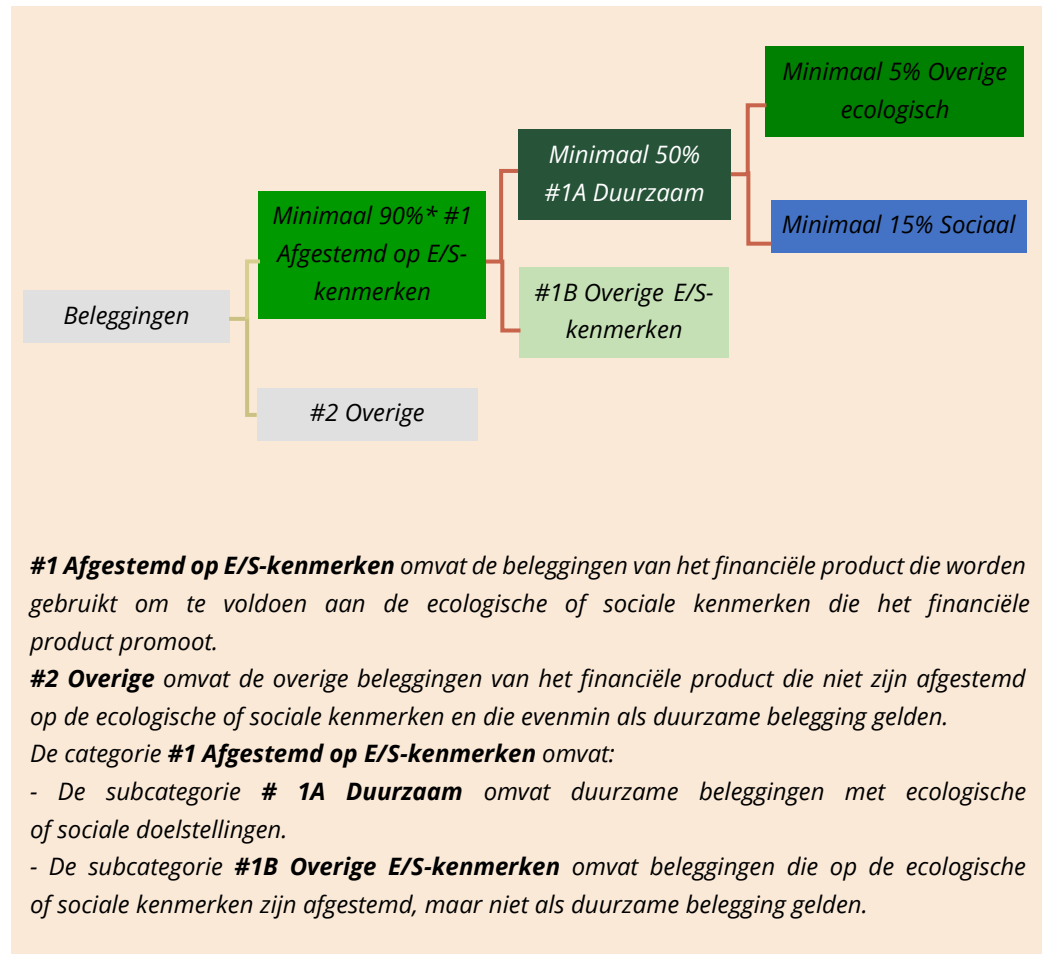 Minimaal 5% Overige
ecologisch
Minimaal 50%
#1A Duurzaam
Minimaal 90%* #1
Afgestemd op E/S-
kenmerken
Minimaal 15% Sociaal
#1B Overige E/S-
kenmerken
Beleggingen
#2 Overige
#1 Afgestemd op E/S-kenmerken omvat de beleggingen van het financiële product die worden
gebruikt om te voldoen aan de ecologische of sociale kenmerken die het financiële
product promoot.
#2 Overige omvat de overige beleggingen van het financiële product die niet zijn afgestemd
op de ecologische of sociale kenmerken en die evenmin als duurzame belegging gelden.
De categorie #1 Afgestemd op E/S-kenmerken omvat:
- De subcategorie # 1A Duurzaam omvat duurzame beleggingen met ecologische
of sociale doelstellingen.
- De subcategorie #1B Overige E/S-kenmerken omvat beleggingen die op de ecologische
of sociale kenmerken zijn afgestemd, maar niet als duurzame belegging gelden.